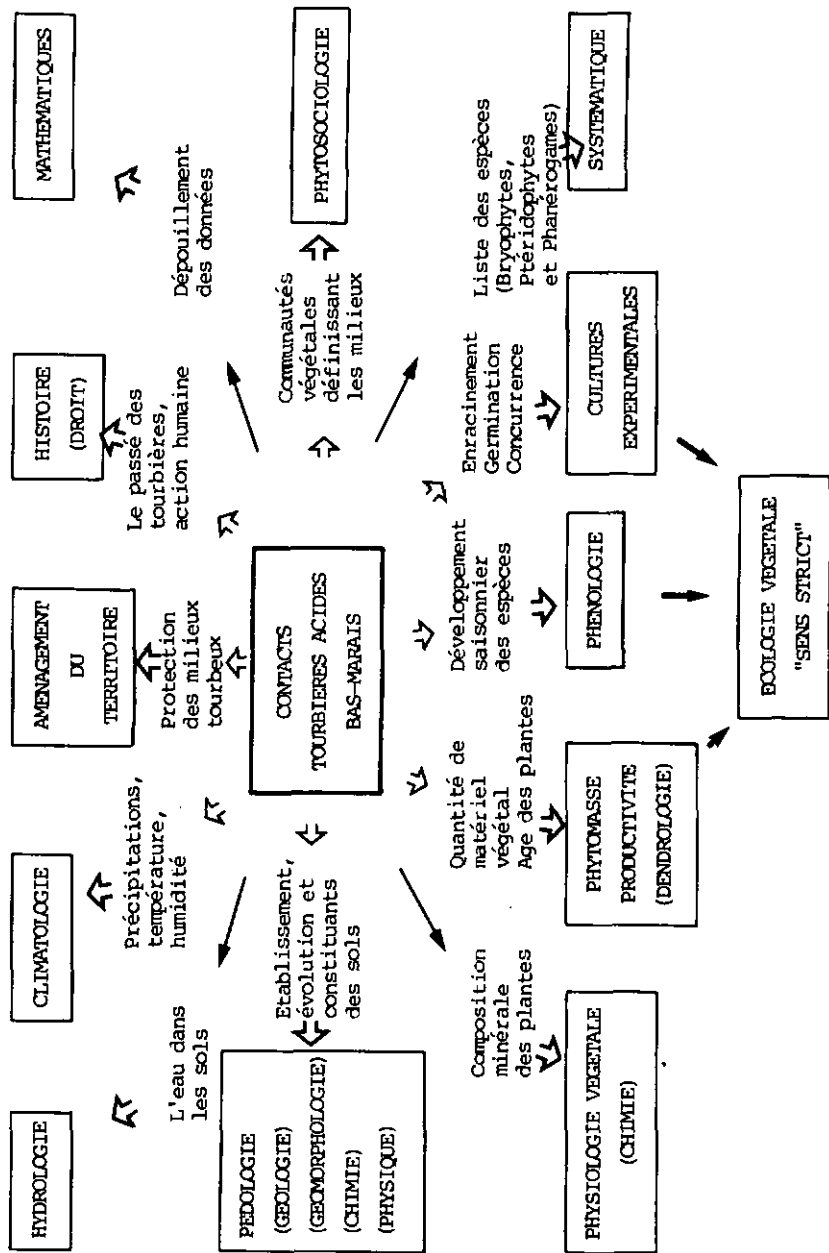 HYDROLOGIE
CLIMATOLOGIE
AMENAGEMENT
DU
TERRITOIRE
HISTOIRE
(DROIT)
MATHEMATIQUES
L'eau dans
les sols
Précipitations,
température,
humidité
Protection
des milieux
tourbeux
Le passé des
tourbières,
action humaine
Dépouillement
des données
PEDOLOGIE
(GEOLOGIE)
(GEOMORPHOLOGIE)
(CHIMIE)
(PHYSIQUE)
Etablissement,
évolution et
constituants
des sols
CONTACTS
TOURBIERES ACIDES
BAS-MARAIS
Communautés
végétales
définissant
les milieux
PHYTOSOCIOLOGIE
Composition
minérale
des plantes
Quantité de
matériel
végétal
Age des plantes
Développement
saisonnier
des espèces
Enracinement
Germination
Concurrence
Liste des espèces
(Bryophytes,
Ptéridophytes
et Phanérogames)
PHYSIOLOGIE VEGETALE
(CHIMIE)
PHYTOMASSE
PRODUCTIVITE
(DENDROLOGIE)
PHENOLOGIE
CULTURES
EXPERIMENTALES
SYSTEMATIQUE
ECOLOGIE VEGETALE
"SENS STRICT"